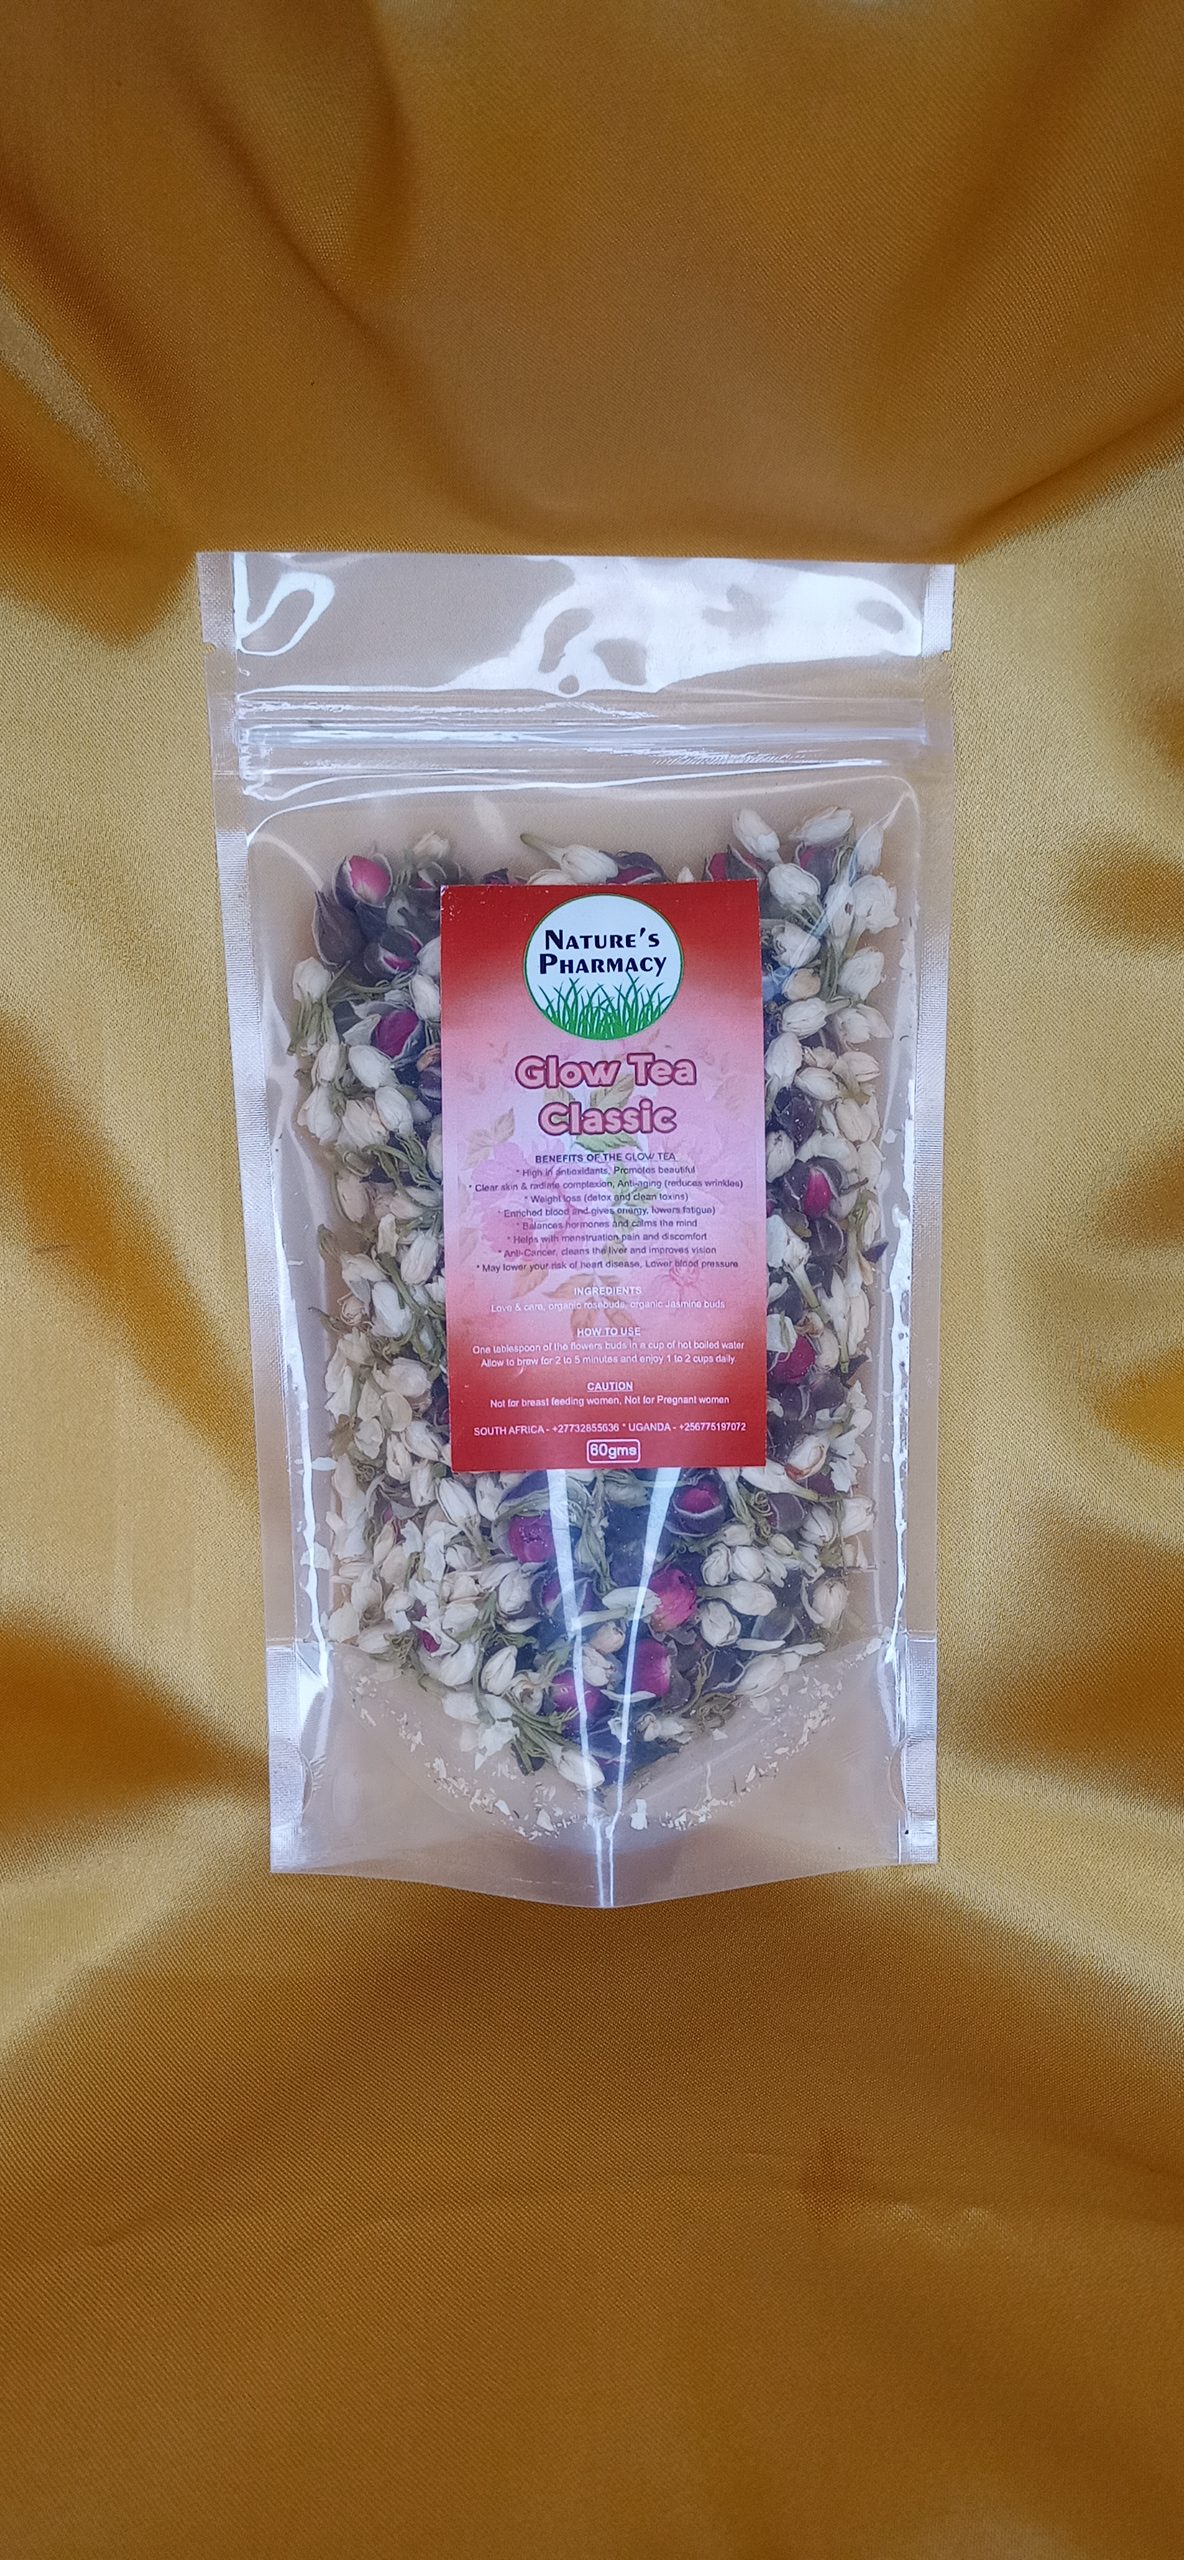 NATURE'S
PHARMACY
Glow Tea
Classic
BENEFITS OF THE GLOW TEA
* High in antioxidants, Promotes beautiful
* Clear skin & radiate complexion, Anti-aging (reduces wrinkles)
* Weight loss (detox and clean toxins)
* Enriched blood and gives energy, lowers fatigue)
* Balances hormones and calms the mind
* Helps with menstruation pain and discomfort
* Anti-Cancer, cleans the liver and improves vision
* May lower your risk of heart disease, Lower blood pressure
INGREDIENTS
Love & care, organic rosebuds, organic Jasmine buds
HOW TO USE
One tablespoon of the flowers buds in a cup of hot boiled water
Allow to brew for 2 to 5 minutes and enjoy 1 to 2 cups daily.
CAUTION
Not for breast feeding women, Not for Pregnant women
SOUTH AFRICA - +27732855636 * UGANDA - +256775197072
60gms